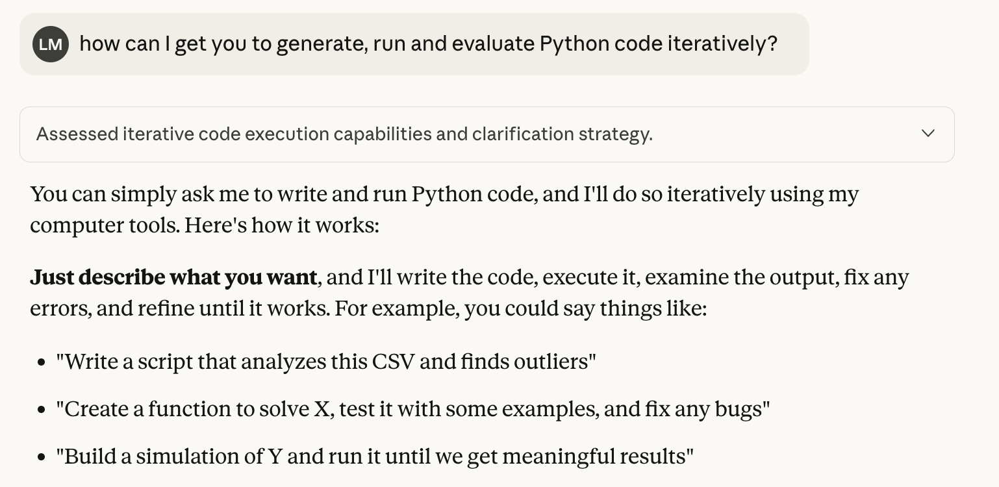 LM how can I get you to generate, run and evaluate Python code iteratively?
Assessed iterative code execution capabilities and clarification strategy.
You can simply ask me to write and run Python code, and I'll do so iteratively using my
computer tools. Here's how it works:
Just describe what you want, and I'll write the code, execute it, examine the output, fix any
errors, and refine until it works. For example, you could say things like:
• "Write a script that analyzes this CSV and finds outliers"
• "Create a function to solve X, test it with some examples, and fix any bugs"
• "Build a simulation of Y and run it until we get meaningful results"